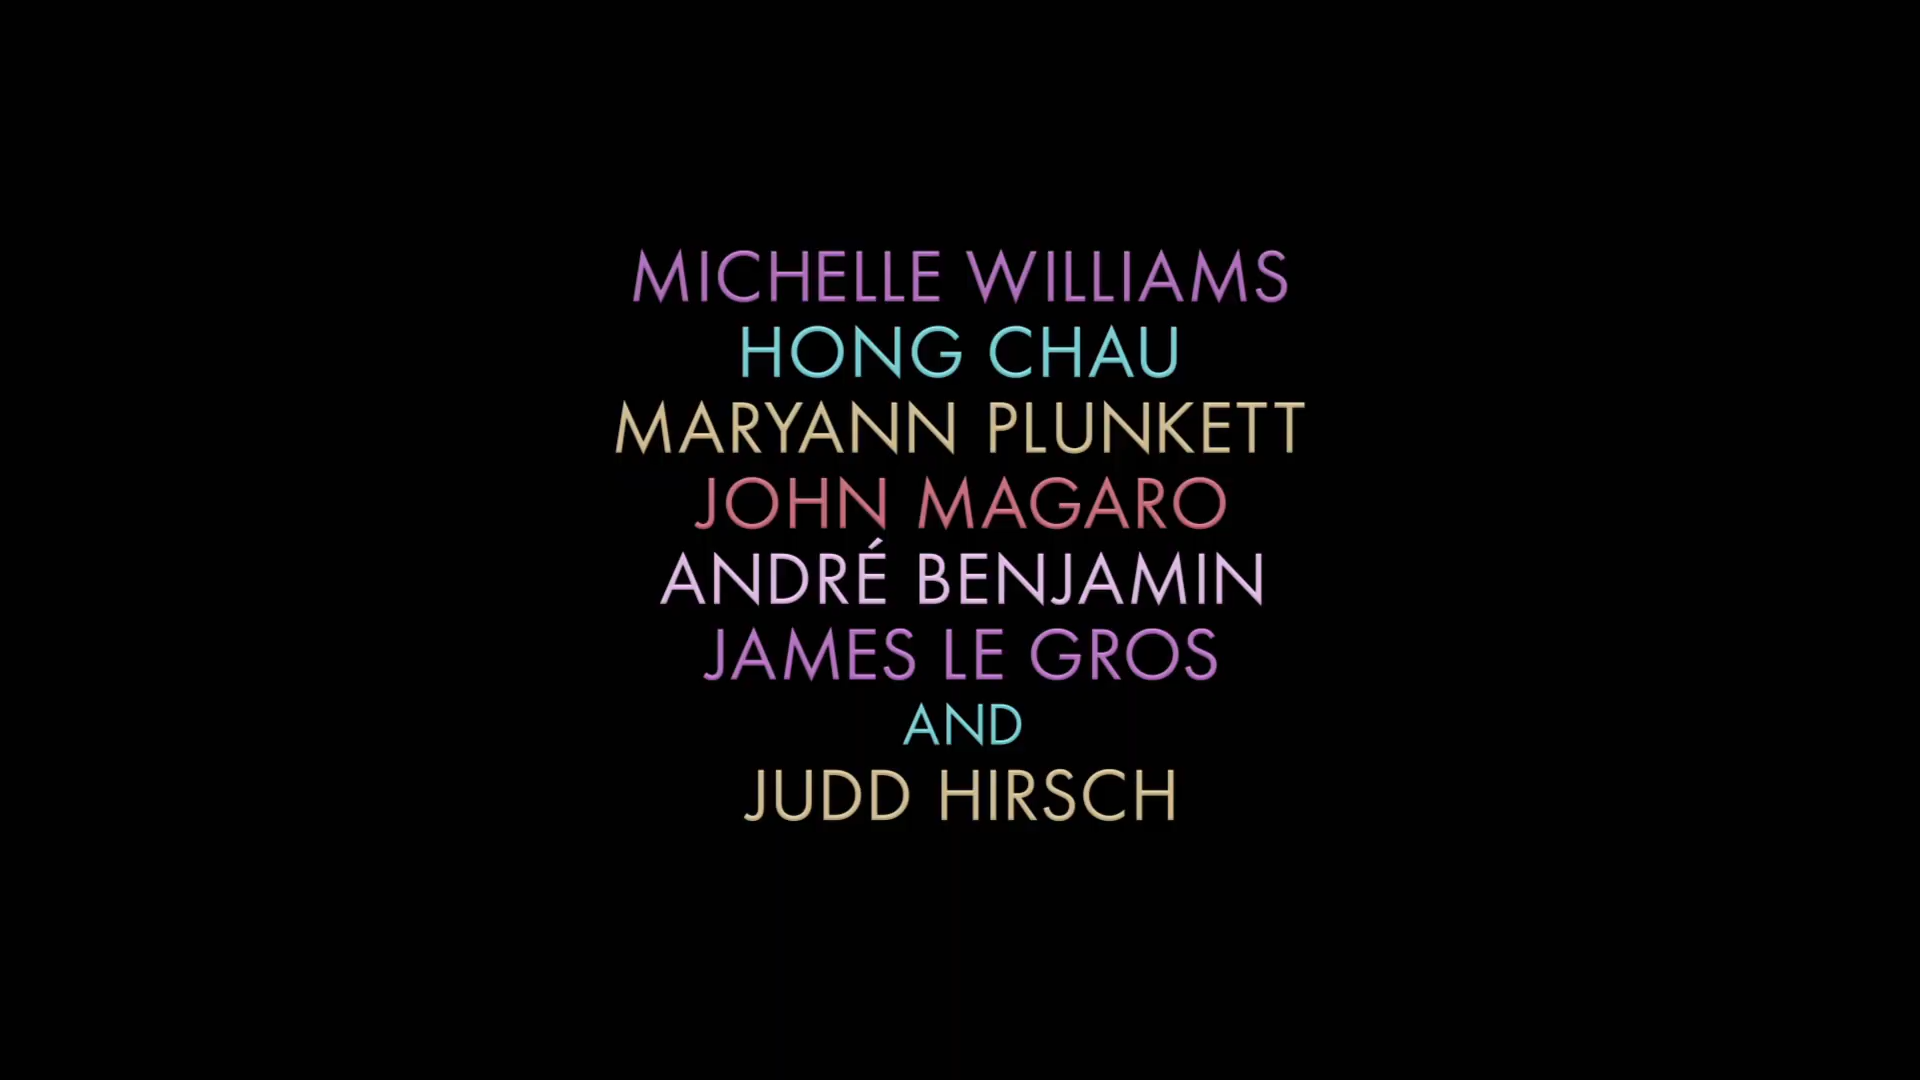 MICHELLE WILLIAMS
HONG CHAU
MARYANN PLUNKETT
JOHN MAGARO
ANDRÉ BENJAMIN
JAMES LE GROS
AND
JUDD HIRSCH